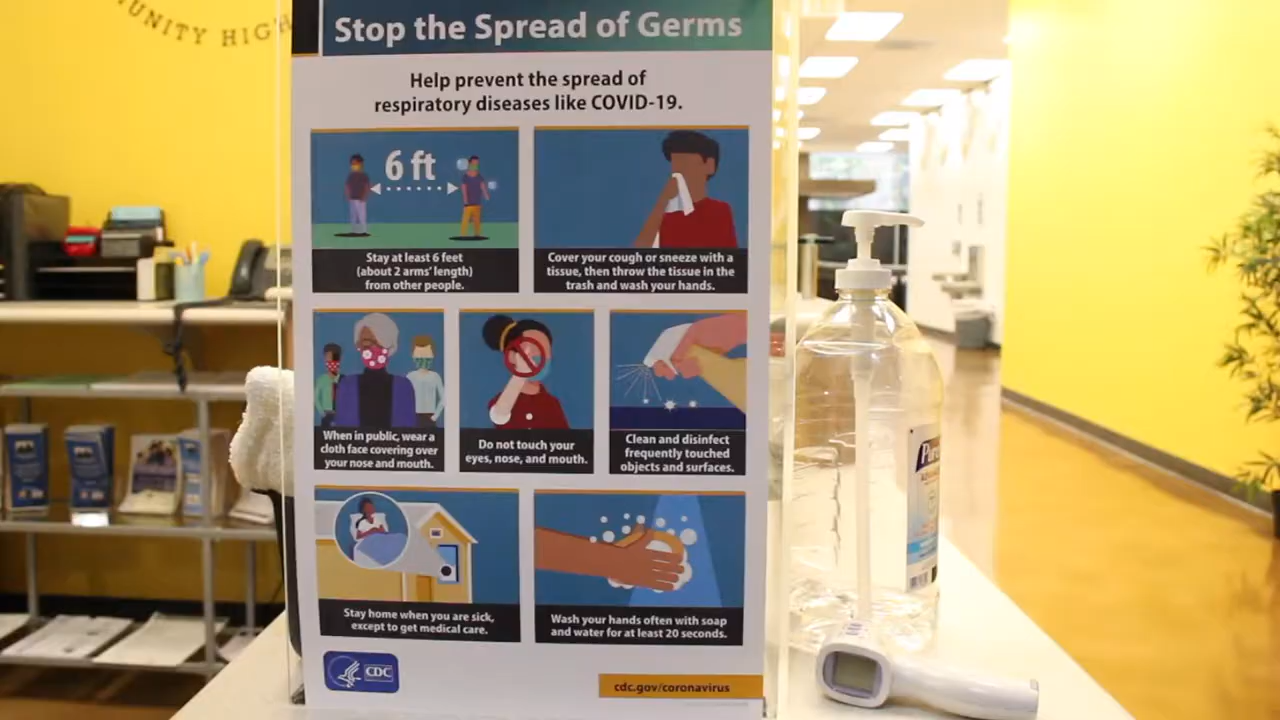 UNITY HIGH
Stop the Spread of Germs
Help prevent the spread of
respiratory diseases like COVID-19.
6 ft
Stay at least 6 feet
(about 2 arms' length)
from other people.
Cover your cough or sneeze with a
tissue, then throw the tissue in the
trash and wash your hands.
When in public, wear a
cloth face covering over
your nose and mouth.
Do not touch your
eyes, nose, and mouth.
Clean and disinfect
frequently touched
objects and surfaces.
Stay home when you are sick,
except to get medical care.
Wash your hands often with soap
and water for at least 20 seconds.
CDC
cdc.gov/coronavirus
Pure